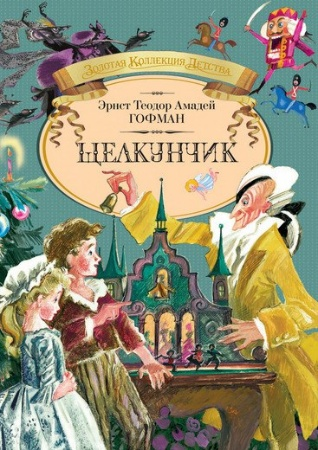 Золотая Коллекция Детства
Эрнст Теодор Амадей
ГОФМАН
ЩЕЛКУНЧИК